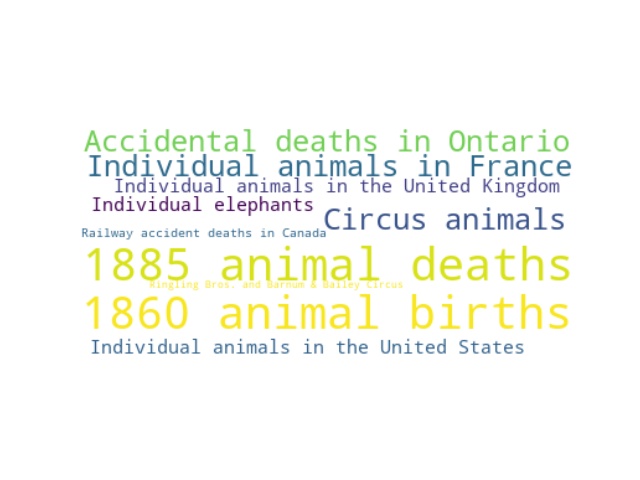 Accidental deaths in Ontario
Individual animals in France
Individual animals in the United Kingdom
Individual elephants
Circus animals
Railway accident deaths in Canada
1885 animal deaths
Ringling Bros. and Barnum & Bailey Circus
1860 animal births
Individual animals in the United States